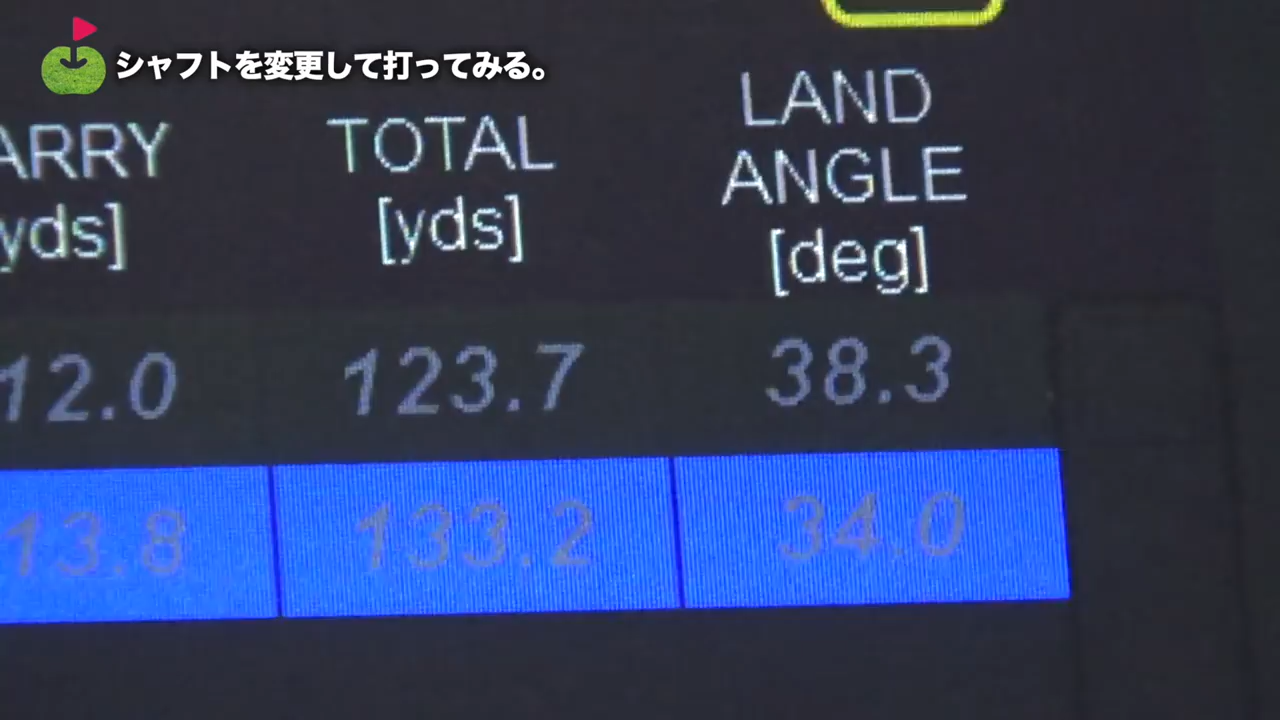 シャフトを変更して打ってみる。
ARRY
yds]
TOTAL
[yds]
LAND
ANGLE
[deg]
12.0
123.7
38.3
13.8
133.2
34.0